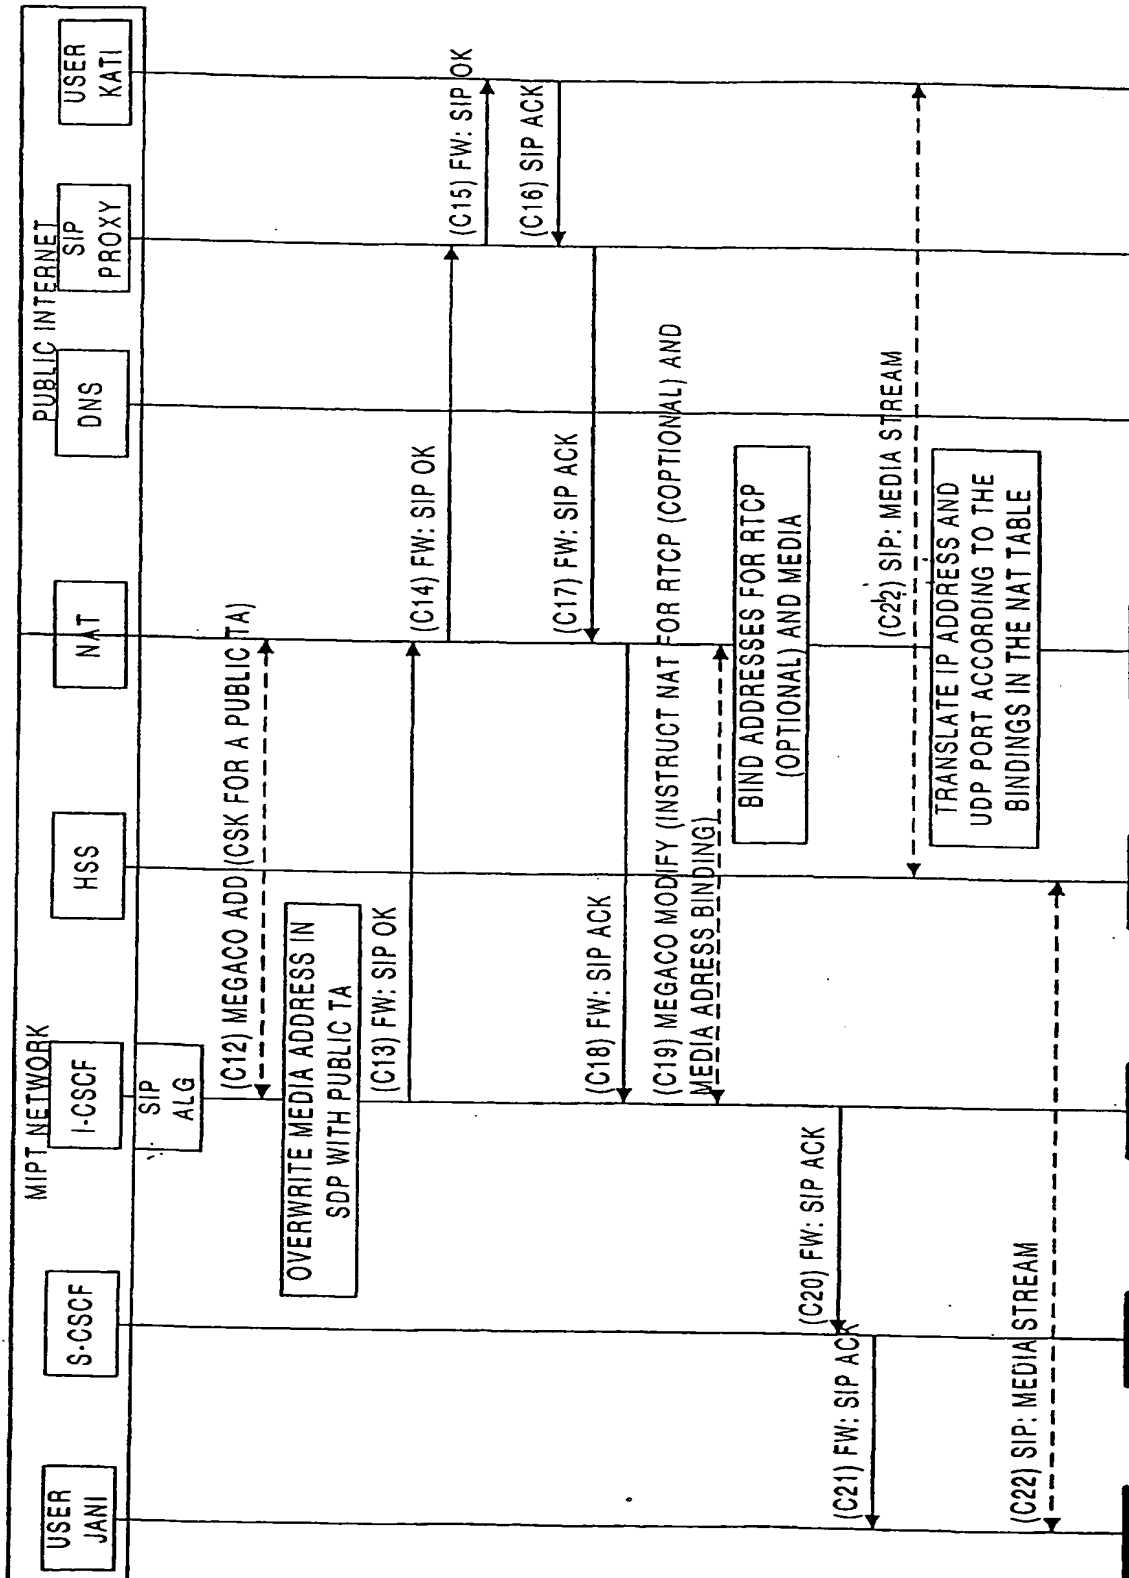 MIPT NETWORK
PUBLIC INTERNET
USER
JANI
S-CSCF
I-CSCF
SIP
ALG
HSS
NAT
DNS
SIP
PROXY
USER
KATI
(C12) MEGACO ADD (CSK FOR A PUBLIC TA)
OVERWRITE MEDIA ADDRESS IN
SDP WITH PUBLIC TA
(C13) FW: SIP OK
(C14) FW: SIP OK
(C15) FW: SIP OK
(C16) SIP ACK
(C17) FW: SIP ACK
(C18) FW: SIP ACK
(C19) MEGACO MODIFY (INSTRUCT NAT FOR RTCP (COPTIONAL) AND
MEDIA ADRESS BINDING)
BIND ADDRESSES FOR RTCP
(OPTIONAL) AND MEDIA
(C20) FW: SIP ACK
(C21) FW: SIP ACK
(C22) SIP: MEDIA STREAM
TRANSLATE IP ADDRESS AND
UDP PORT ACCORDING TO THE
BINDINGS IN THE NAT TABLE
(C22) SIP: MEDIA STREAM